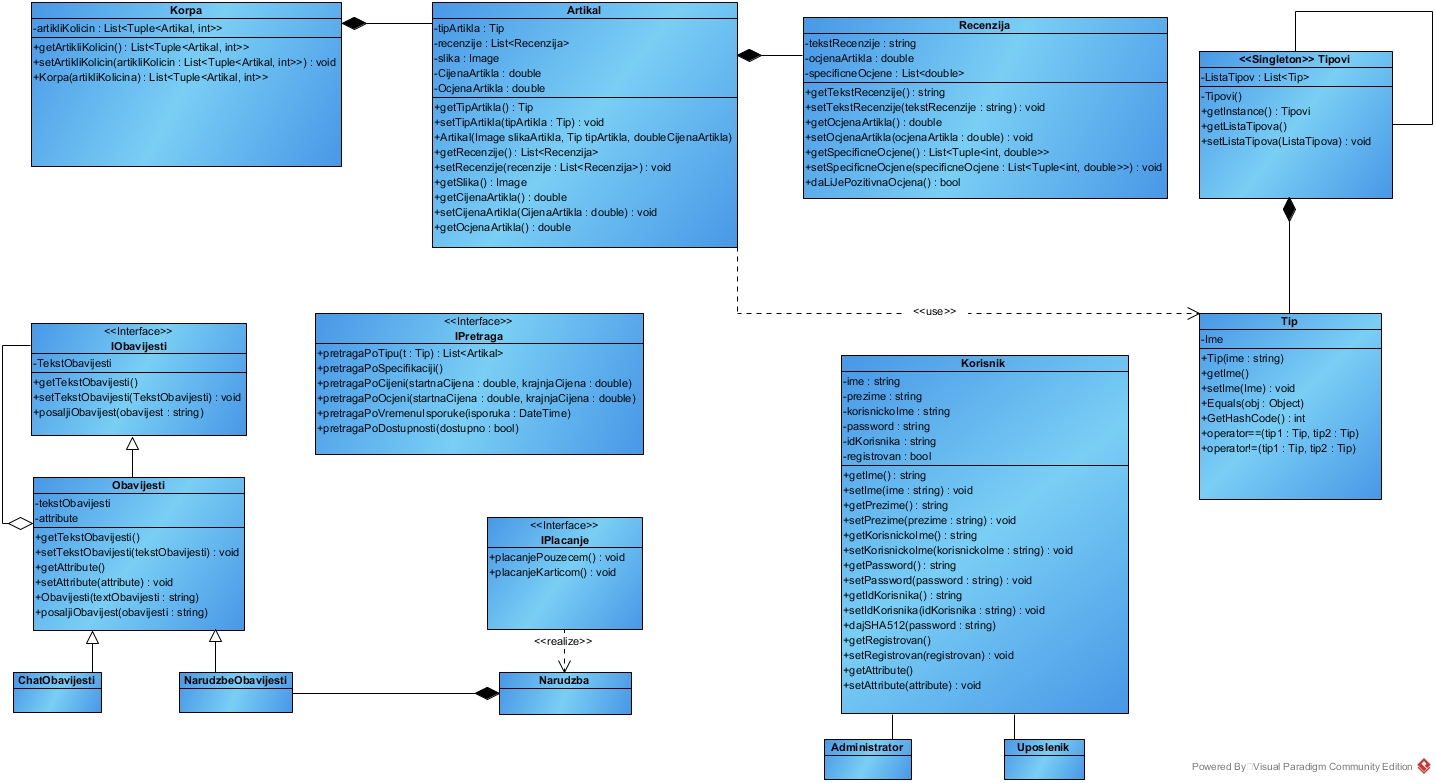 Korpa
-artikliKolicin : List<Tuple<Artikal, int>>
+getArtikliKolicin() : List<Tuple<Artikal, int>>
+setArtikliKolicin(artikliKolicin : List<Tuple<Artikal, int>>) : void
+Korpa(artikliKolicina) : List<Tuple<Artikal, int>>
Artikal
-tipArtikla : Tip
-recenzije : List<Recenzija>
-slika : Image
-CijenaArtikla : double
-OcjenaArtikla : double
+getTipArtikla() : Tip
+setTipArtikla(tipArtikla : Tip) : void
+Artikal(Image slikaArtikla, Tip tipArtikla, doubleCijenaArtikla)
+getRecenzije() : List<Recenzija>
+setRecenzije(recenzije : List<Recenzija>) : void
+getSlika() : Image
+getCijenaArtikla() : double
+setCijenaArtikla(CijenaArtikla : double) : void
+getOcjenaArtikla() : double
Recenzija
-tekstRecenzije : string
-ocjenaArtikla : double
-specificneOcjene : List<double>
+getTekstRecenzije() : string
+setTekstRecenzije(tekstRecenzije : string) : void
+getOcjenaArtikla() : double
+setOcjenaArtikla(ocjenaArtikla : double) : void
+getSpecificneOcjene() : List<Tuple<int, double>>
+setSpecificneOcjene(specificneOcjene : List<Tuple<int, double>>) : void
+daLiJePozitivnaOcjena() : bool
<<Singleton>> Tipovi
-ListaTipov : List<Tip>
-Tipovi()
+getInstance() : Tipovi
+getListaTipova()
+setListaTipova(ListaTipova) : void
<<use>>
<<Interface>>
IObavijesti
-TekstObavijesti
+getTekstObavijesti()
+setTekstObavijesti(TekstObavijesti) : void
+posaljiObavijest(obavijest : string)
<<Interface>>
IPretraga
+pretragaPoTipu(t : Tip) : List<Artikal>
+pretragaPoSpecifikaciji()
+pretragaPoCijeni(startnaCijena : double, krajnjaCijena : double)
+pretragaPoOcjeni(startnaCijena : double, krajnjaCijena : double)
+pretragaPoVremenuIsporuke(isporuka : DateTime)
+pretragaPoDostupnosti(dostupno : bool)
Tip
-Ime
+Tip(ime : string)
+getIme()
+setIme(Ime) : void
+Equals(obj : Object)
+GetHashCode() : int
+operator==(tip1 : Tip, tip2 : Tip)
+operator!=(tip1 : Tip, tip2 : Tip)
Korisnik
-ime : string
-prezime : string
-korisnickoIme : string
-password : string
-idKorisnika : string
-registrovan : bool
+getIme() : string
+setIme(ime : string) : void
+getPrezime() : string
+setPrezime(prezime : string) : void
+getKorisnickoIme() : string
+setKorisnickoIme(korisnickoIme : string) : void
+getPassword() : string
+setPassword(password : string) : void
+getIdKorisnika() : string
+setIdKorisnika(idKorisnika : string) : void
+dajSHA512(password : string)
+getRegistrovan()
+setRegistrovan(registrovan) : void
+getAttribute()
+setAttribute(attribute) : void
Obavijesti
-tekstObavijesti
-attribute
+getTekstObavijesti()
+setTekstObavijesti(tekstObavijesti) : void
+getAttribute()
+setAttribute(attribute) : void
+Obavijesti(textObavijesti : string)
+posaljiObavijest(obavijesti : string)
<<Interface>>
IPlacanje
+placanjePouzecem() : void
+placanjeKarticom() : void
<<realize>>
ChatObavijesti
NarudzbeObavijesti
Narudzba
Administrator
Uposlenik
Powered By Visual Paradigm Community Edition